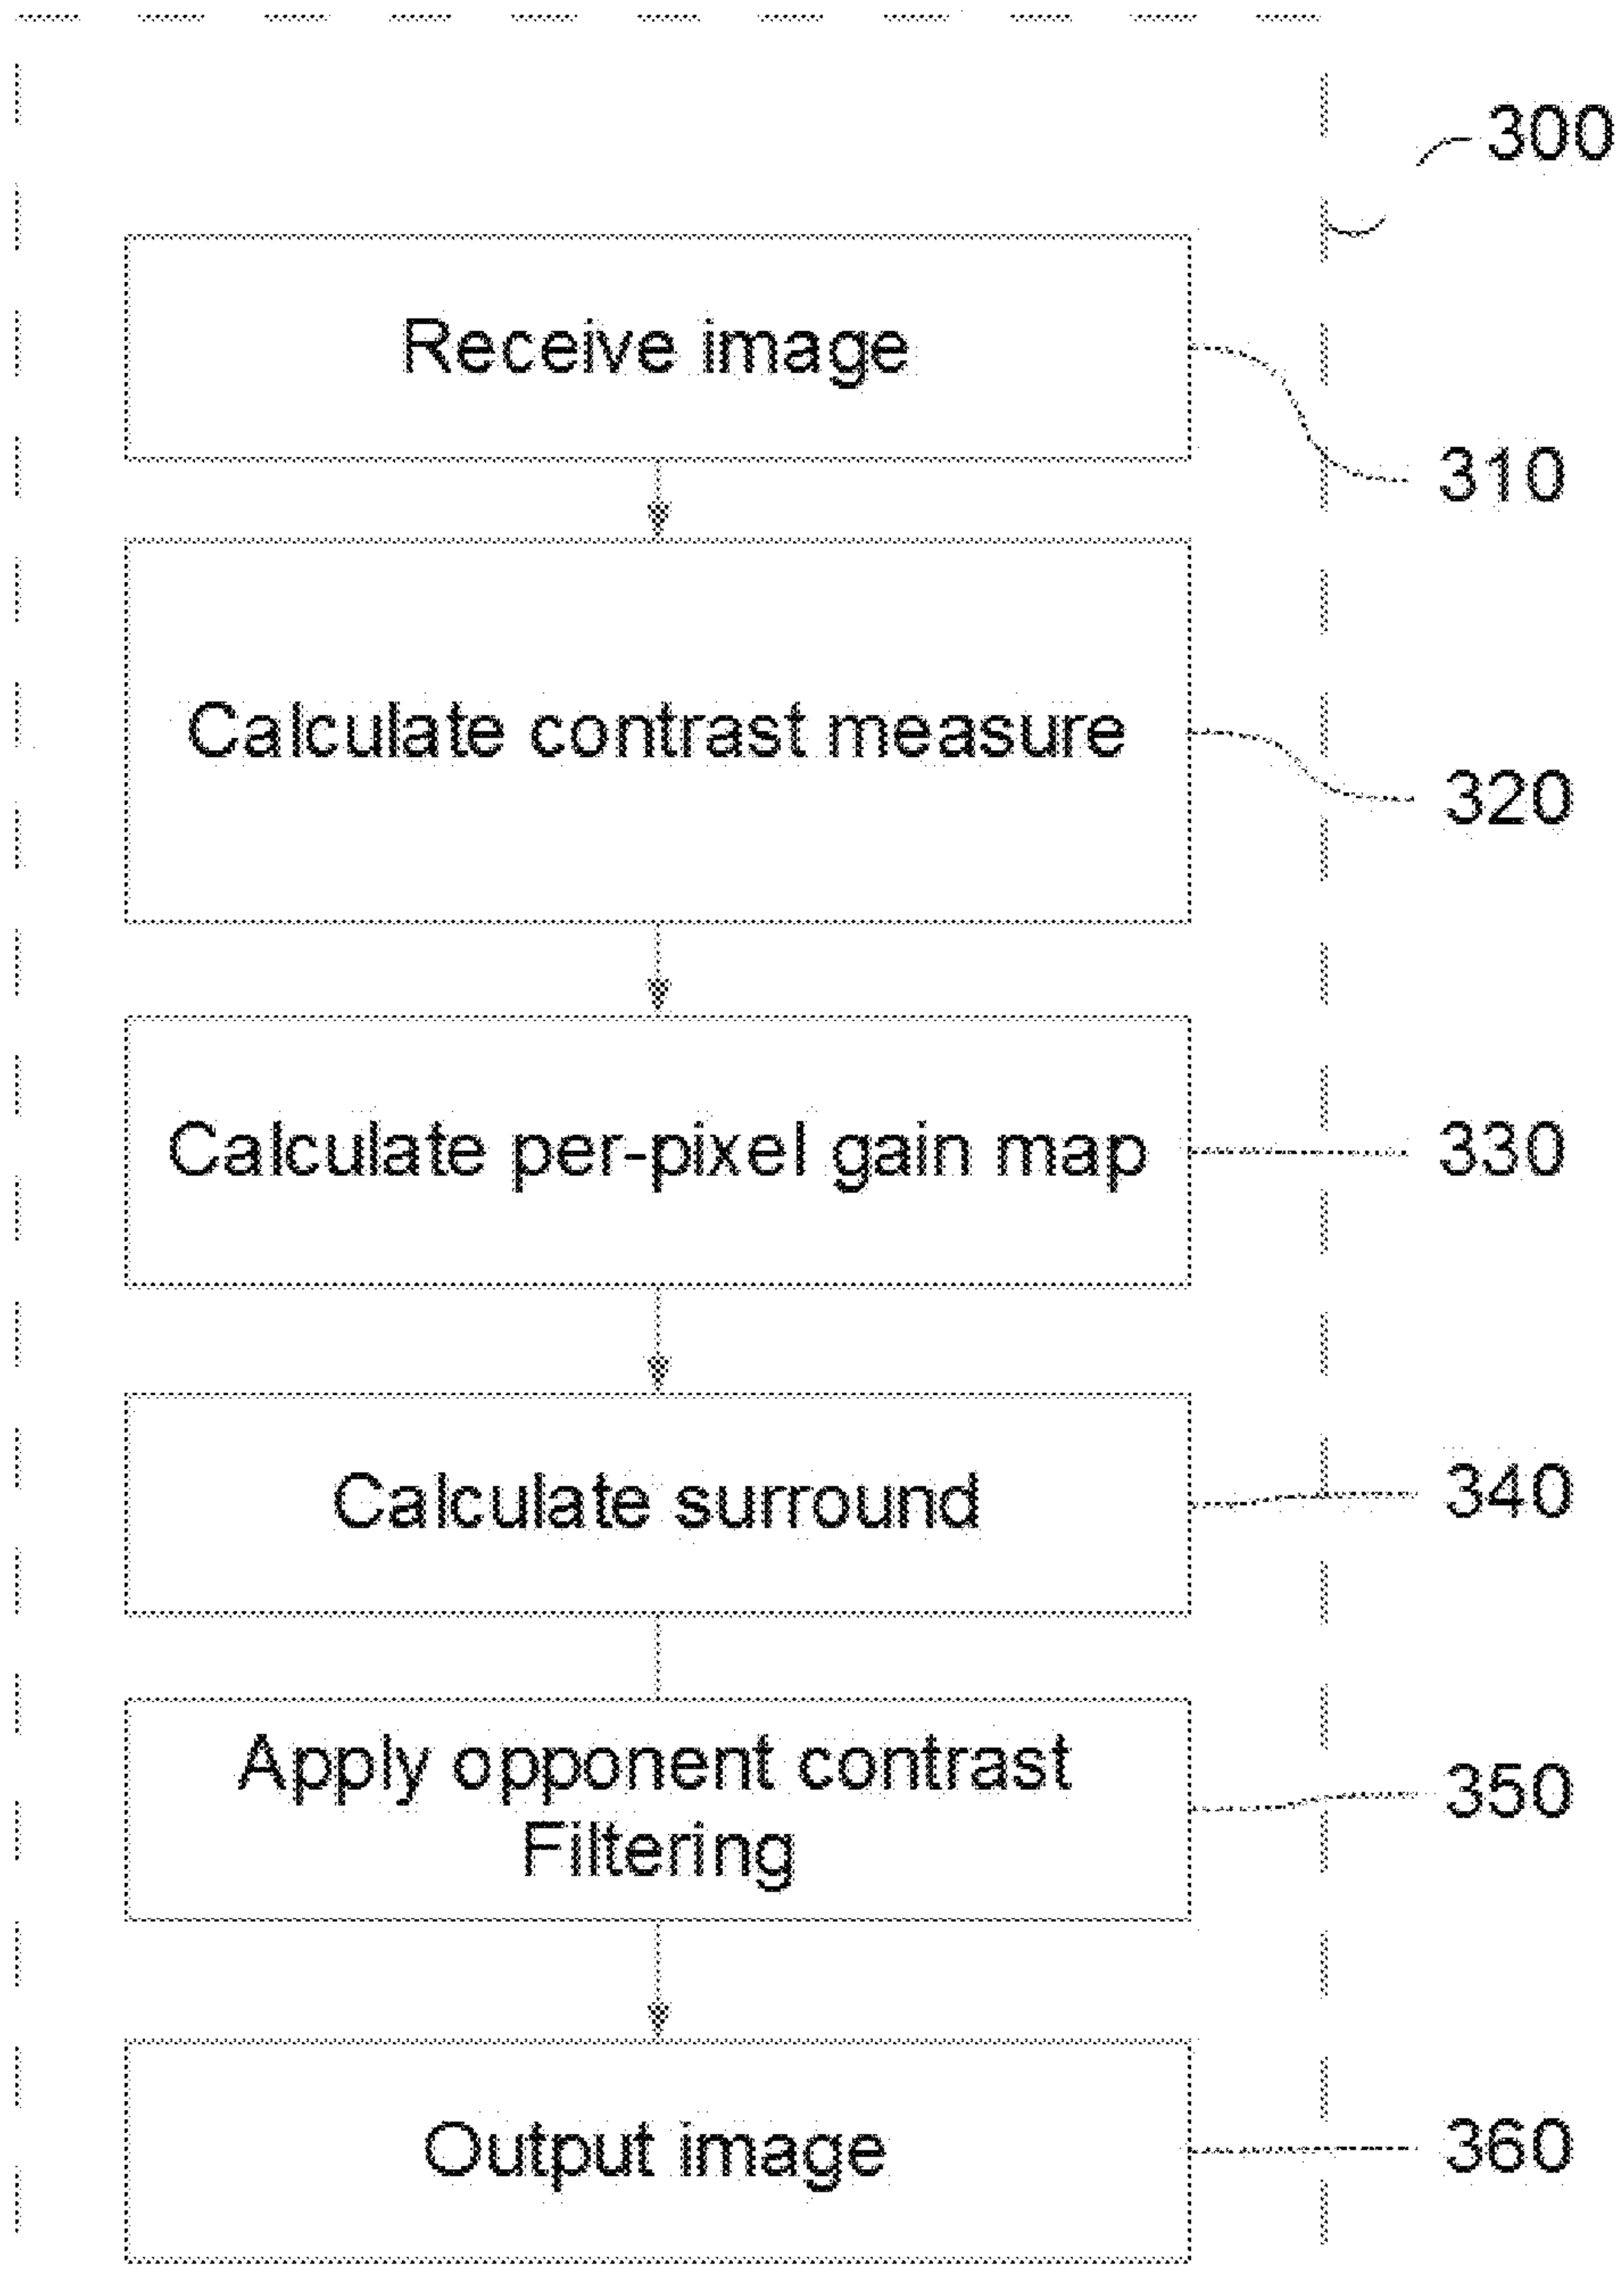 300
Receive image
310
Calculate contrast measure
320
Calculate per-pixel gain map
330
Calculate surround
340
Apply opponent contrast
Filtering
350
Output image
360